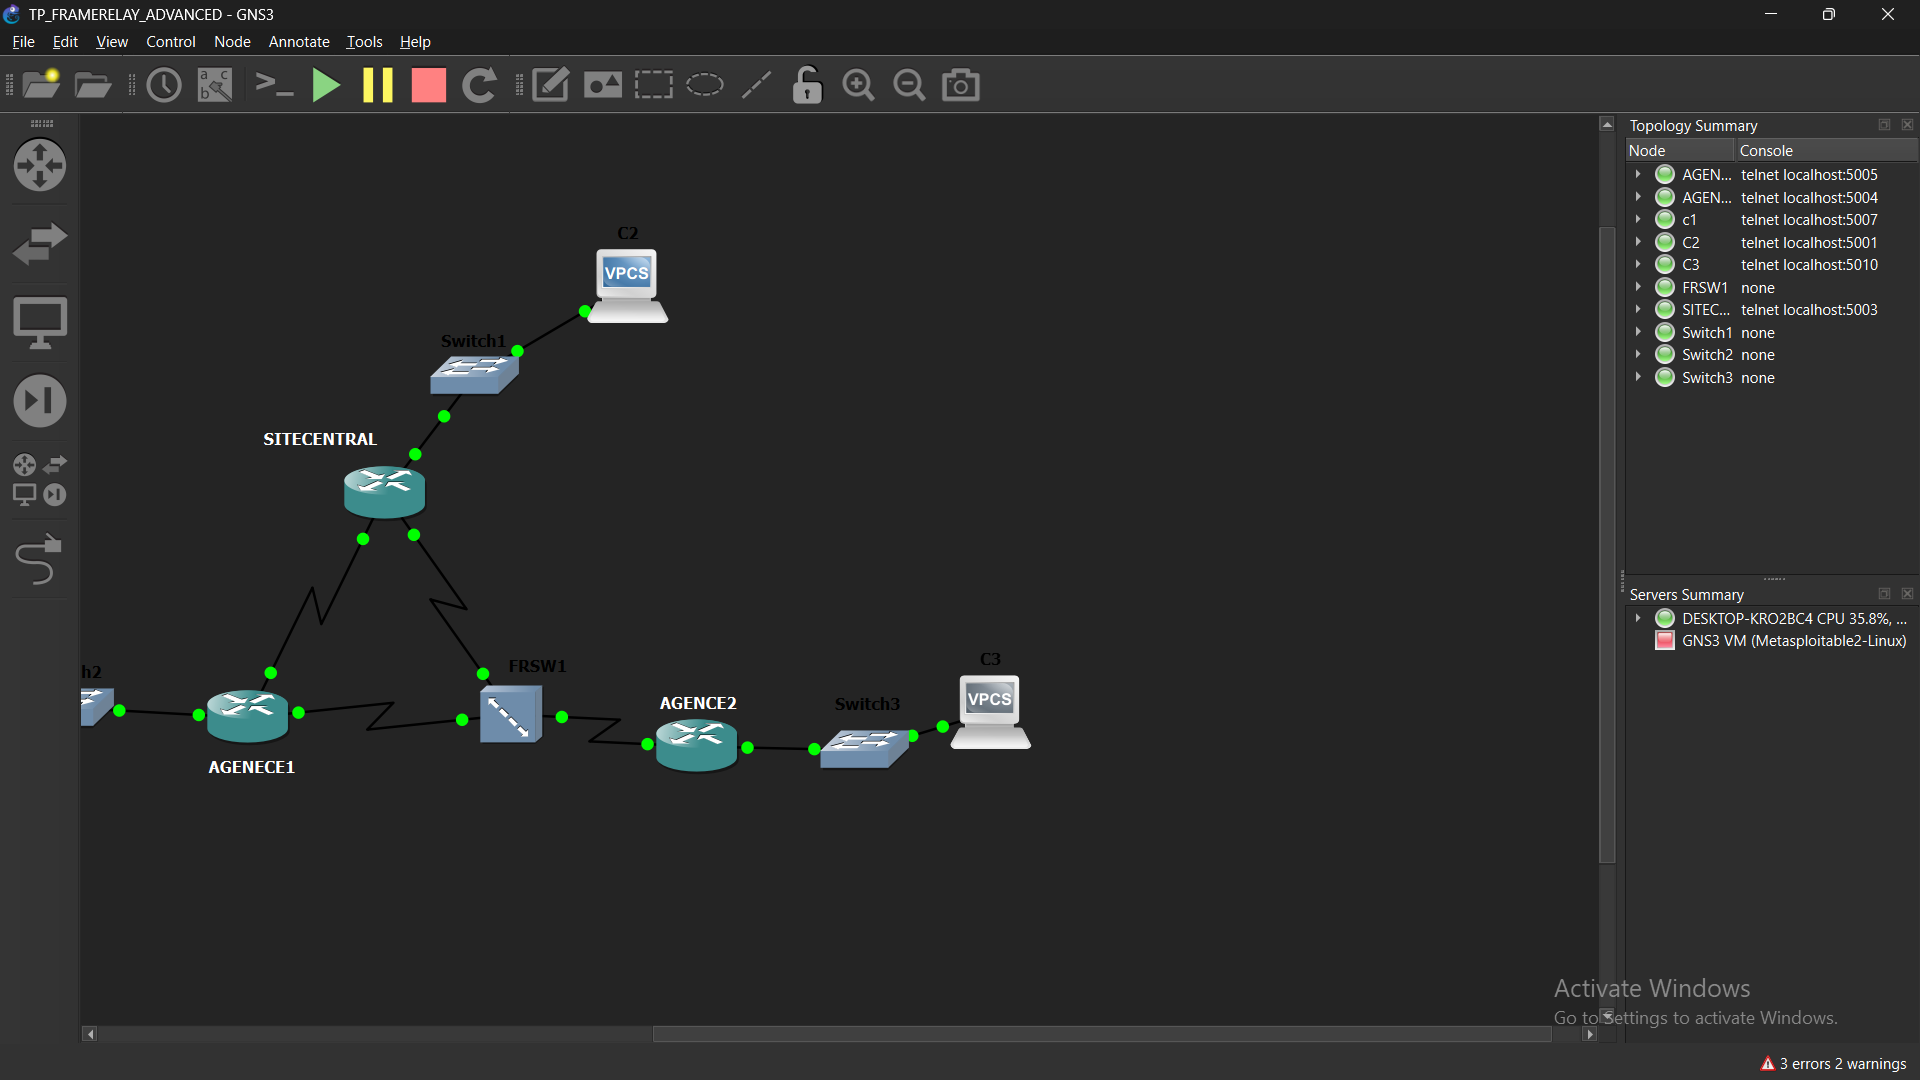 TP_FRAMERELAY_ADVANCED - GNS3
File Edit View Control Node Annotate Tools Help
Topology Summary
Node Console
AGEN... telnet localhost:5005
AGEN... telnet localhost:5004
c1 telnet localhost:5007
C2 telnet localhost:5001
C3 telnet localhost:5010
FRSW1 none
SITEC... telnet localhost:5003
Switch1 none
Switch2 none
Switch3 none
Servers Summary
DESKTOP-KRO2BC4 CPU 35.8%, ...
GNS3 VM (Metasploitable2-Linux)
C2
VPCS
Switch1
SITECENTRAL
h2
FRSW1
C3
VPCS
AGENCE2
Switch3
AGENECE1
Activate Windows
Go to Settings to activate Windows.
3 errors 2 warnings